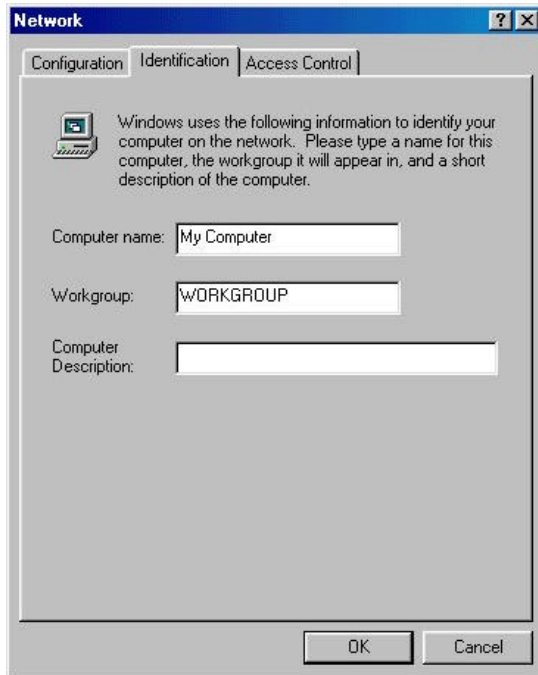 Network
Configuration Identification Access Control
Windows uses the following information to identify your
computer on the network. Please type a name for this
computer, the workgroup it will appear in, and a short
description of the computer.
Computer name: My Computer
Workgroup: WORKGROUP
Computer
Description:
OK Cancel